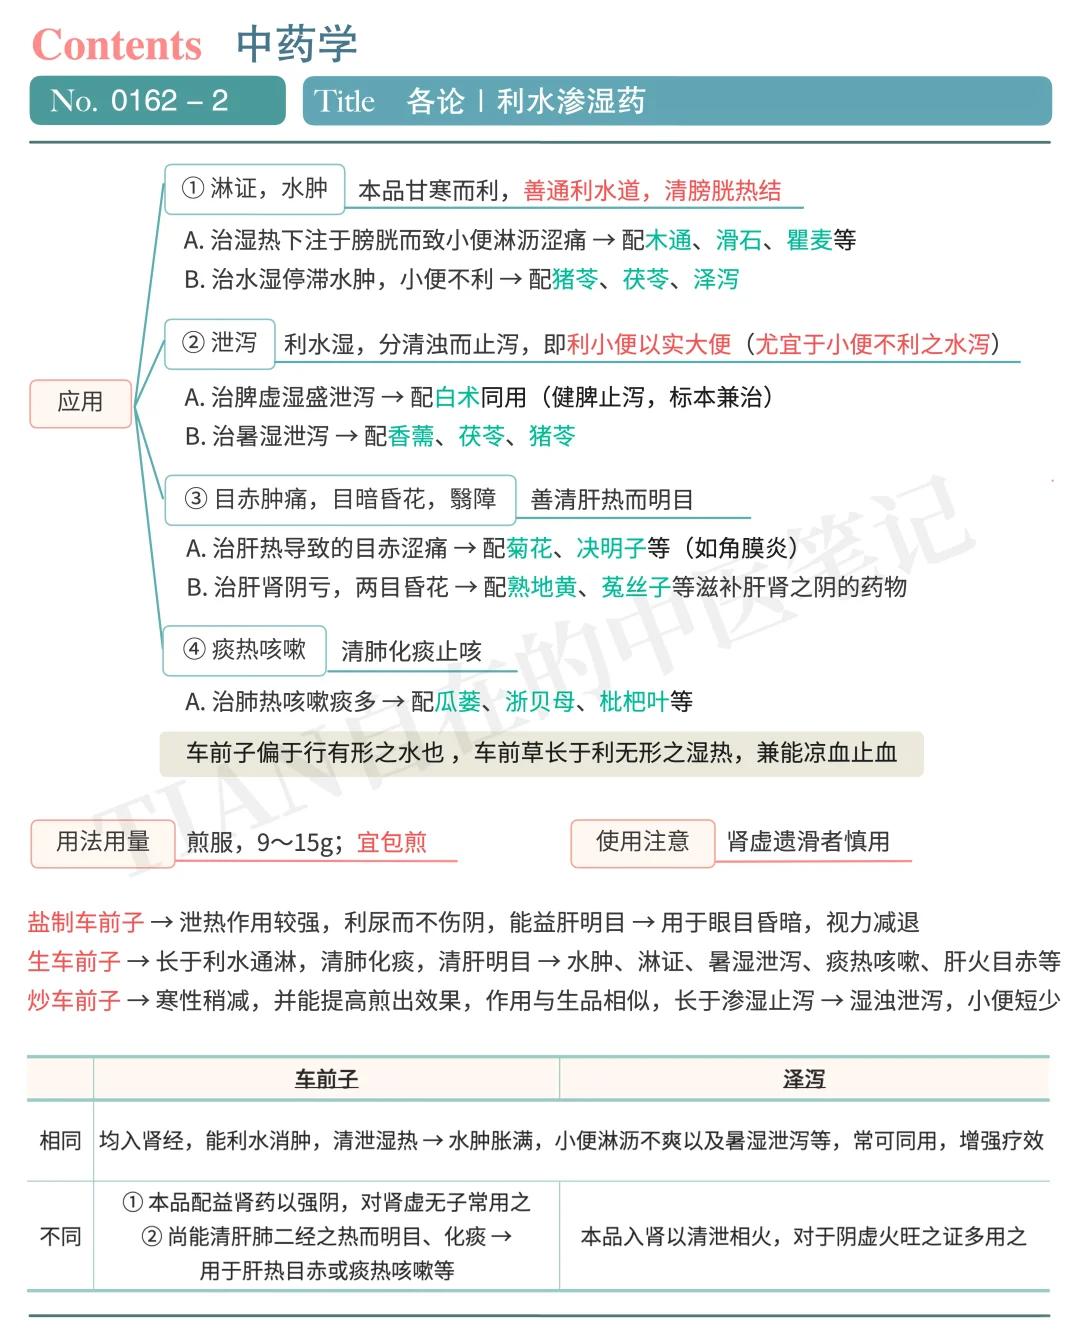 Contents 中药学
No. 0162 – 2
Title 各论 | 利水渗湿药
① 淋证，水肿 本品甘寒而利，善通利水道，清膀胱热结
A. 治湿热下注于膀胱而致小便淋沥涩痛 → 配木通、滑石、瞿麦等
B. 治水湿停滞水肿，小便不利 → 配猪苓、茯苓、泽泻
② 泄泻 利水湿，分清浊而止泻，即利小便以实大便（尤宜于小便不利之水泻）
应用
A. 治脾虚湿盛泄泻 → 配白术同用（健脾止泻，标本兼治）
B. 治暑湿泄泻 → 配香薷、茯苓、猪苓
③ 目赤肿痛，目暗昏花，翳障 善清肝热而明目
A. 治肝热导致的目赤涩痛 → 配菊花、决明子等（如角膜炎）
B. 治肝肾阴亏，两目昏花 → 配熟地黄、菟丝子等滋补肝肾之阴的药物
④ 痰热咳嗽 清肺化痰止咳
A. 治肺热咳嗽痰多 → 配瓜蒌、浙贝母、枇杷叶等
车前子偏于行有形之水也，车前草长于利无形之湿热，兼能凉血止血
TIAN自在的中医笔记
用法用量 煎服，9～15g；宜包煎
使用注意 肾虚遗滑者慎用
盐制车前子 → 泄热作用较强，利尿而不伤阴，能益肝明目 → 用于眼目昏暗，视力减退
生车前子 → 长于利水通淋，清肺化痰，清肝明目 → 水肿、淋证、暑湿泄泻、痰热咳嗽、肝火目赤等
炒车前子 → 寒性稍减，并能提高煎出效果，作用与生品相似，长于渗湿止泻 → 湿浊泄泻，小便短少
车前子 泽泻
相同 均入肾经，能利水消肿，清泄湿热 → 水肿胀满，小便淋沥不爽以及暑湿泄泻等，常可同用，增强疗效
① 本品配益肾药以强阴，对肾虚无子常用之
不同 ② 尚能清肝肺二经之热而明目、化痰 → 本品入肾以清泄相火，对于阴虚火旺之证多用之
用于肝热目赤或痰热咳嗽等